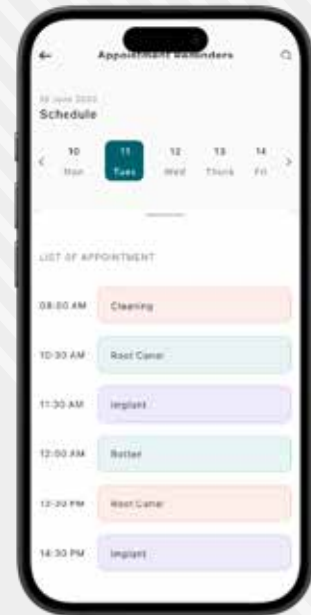 Appointment Reminders
Schedule
10 11 12 13 14
Mon Tues Wed Thurs Fri
LIST OF APPOINTMENT
08:00 AM Cleaning
10:30 AM Root Canal
11:30 AM Implant
12:00 AM
12:30 PM Root Canal
14:30 PM Implant